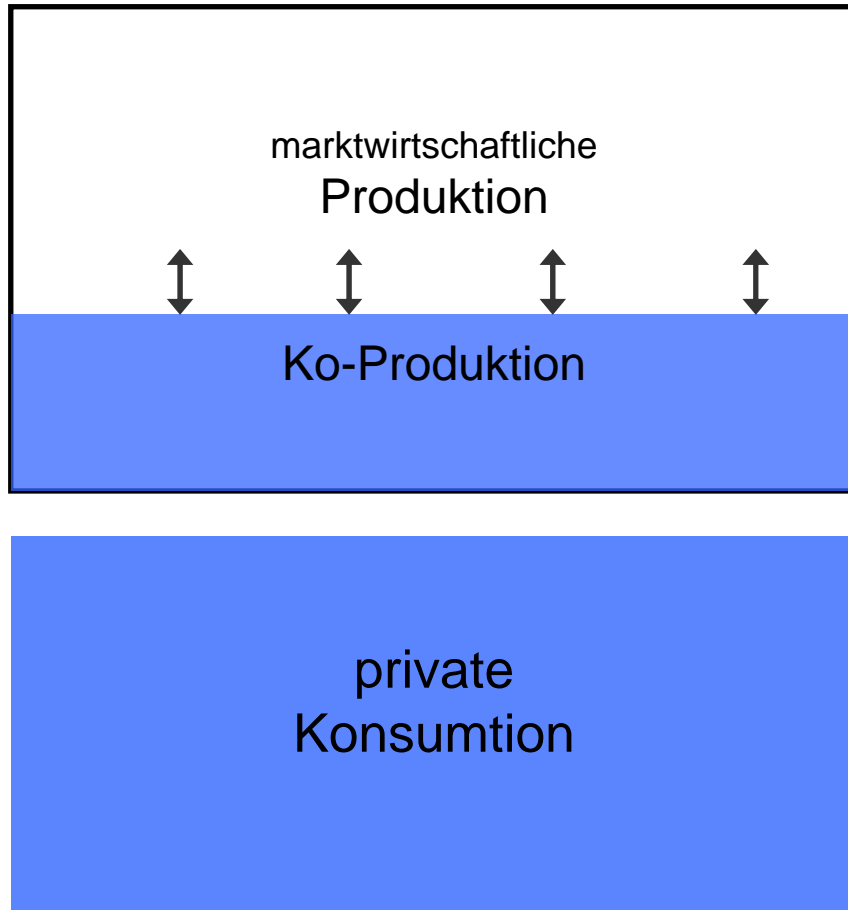 marktwirtschaftliche
Produktion
Ko-Produktion
private
Konsumtion